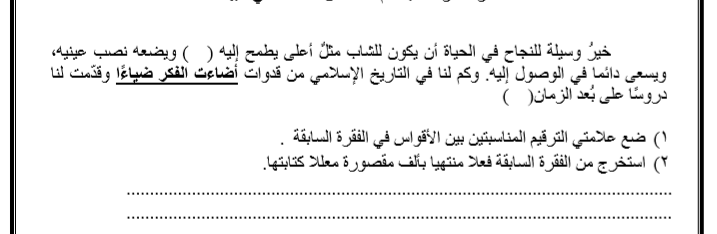 خيرُ وسيلة للنجاح في الحياة أن يكون للشاب مثلٌ أعلى يطمح إليه ( ) ويضعه نصب عينيه،
ويسعى دائما في الوصول إليه. وكم لنا في التاريخ الإسلامي من قدوات أضاءت الفكر ضياءًا وقدّمت لنا
دروسًا على بُعد الزمان( )
١) ضع علامتي الترقيم المناسبتين بين الأقواس في الفقرة السابقة .
٢) استخرج من الفقرة السابقة فعلا منتهيا بألف مقصورة معللا كتابتها.
................................................................................
................................................................................